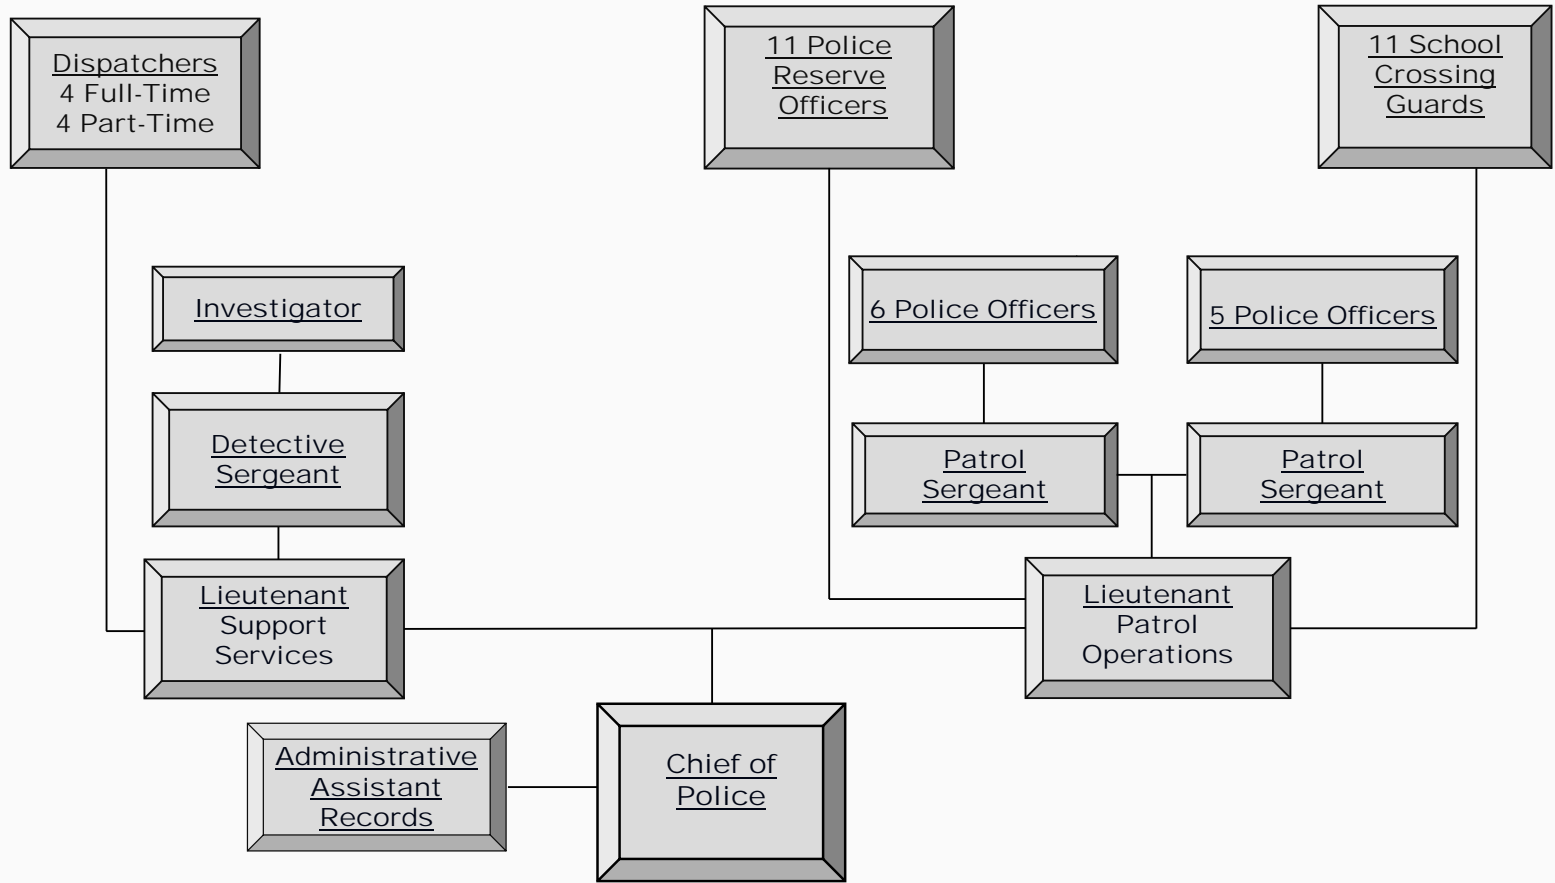 Dispatchers
4 Full-Time
4 Part-Time
11 Police
Reserve
Officers
11 School
Crossing
Guards
Investigator
6 Police Officers
5 Police Officers
Detective
Sergeant
Patrol
Sergeant
Patrol
Sergeant
Lieutenant
Support
Services
Lieutenant
Patrol
Operations
Administrative
Assistant
Records
Chief of
Police